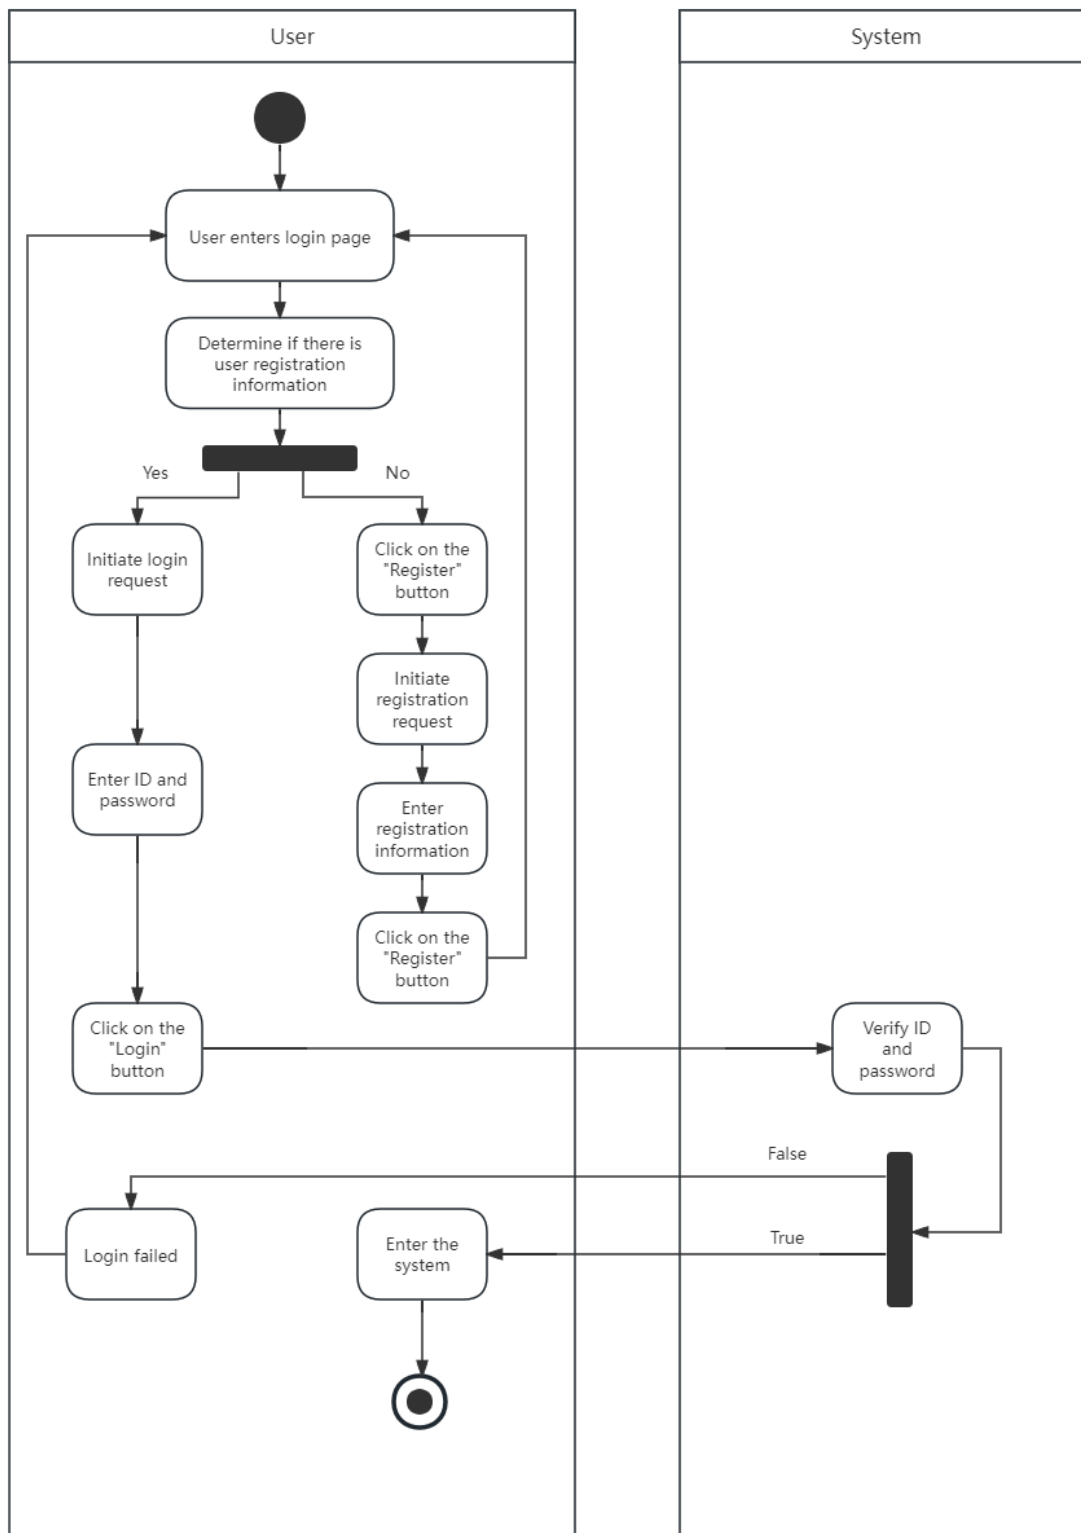 User
System
User enters login page
Determine if there is
user registration
information
Yes
No
Initiate login
request
Click on the
"Register"
button
Initiate
registration
request
Enter ID and
password
Enter
registration
information
Click on the
"Register"
button
Click on the
"Login"
button
Verify ID
and
password
False
True
Login failed
Enter the
system